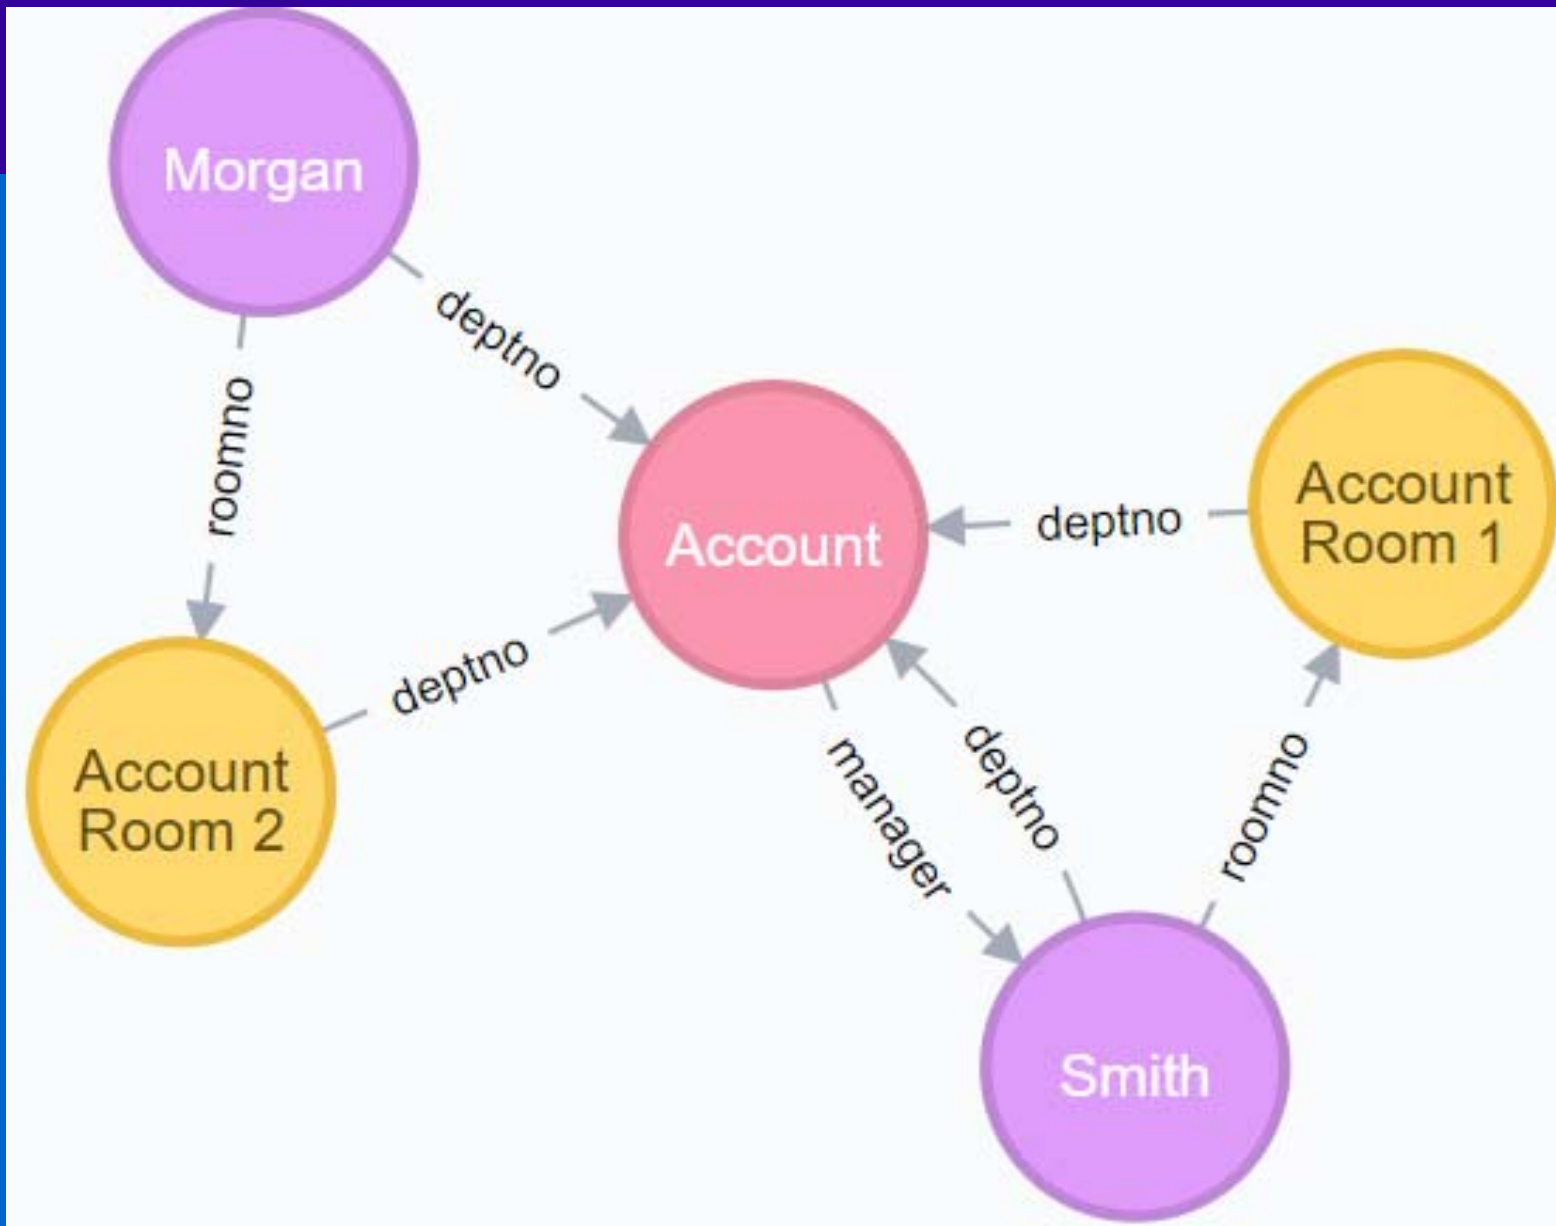 Morgan
deptno
roomno
Account
deptno
Account
Room 1
deptno
Account
Room 2
manager
deptno
roomno
Smith